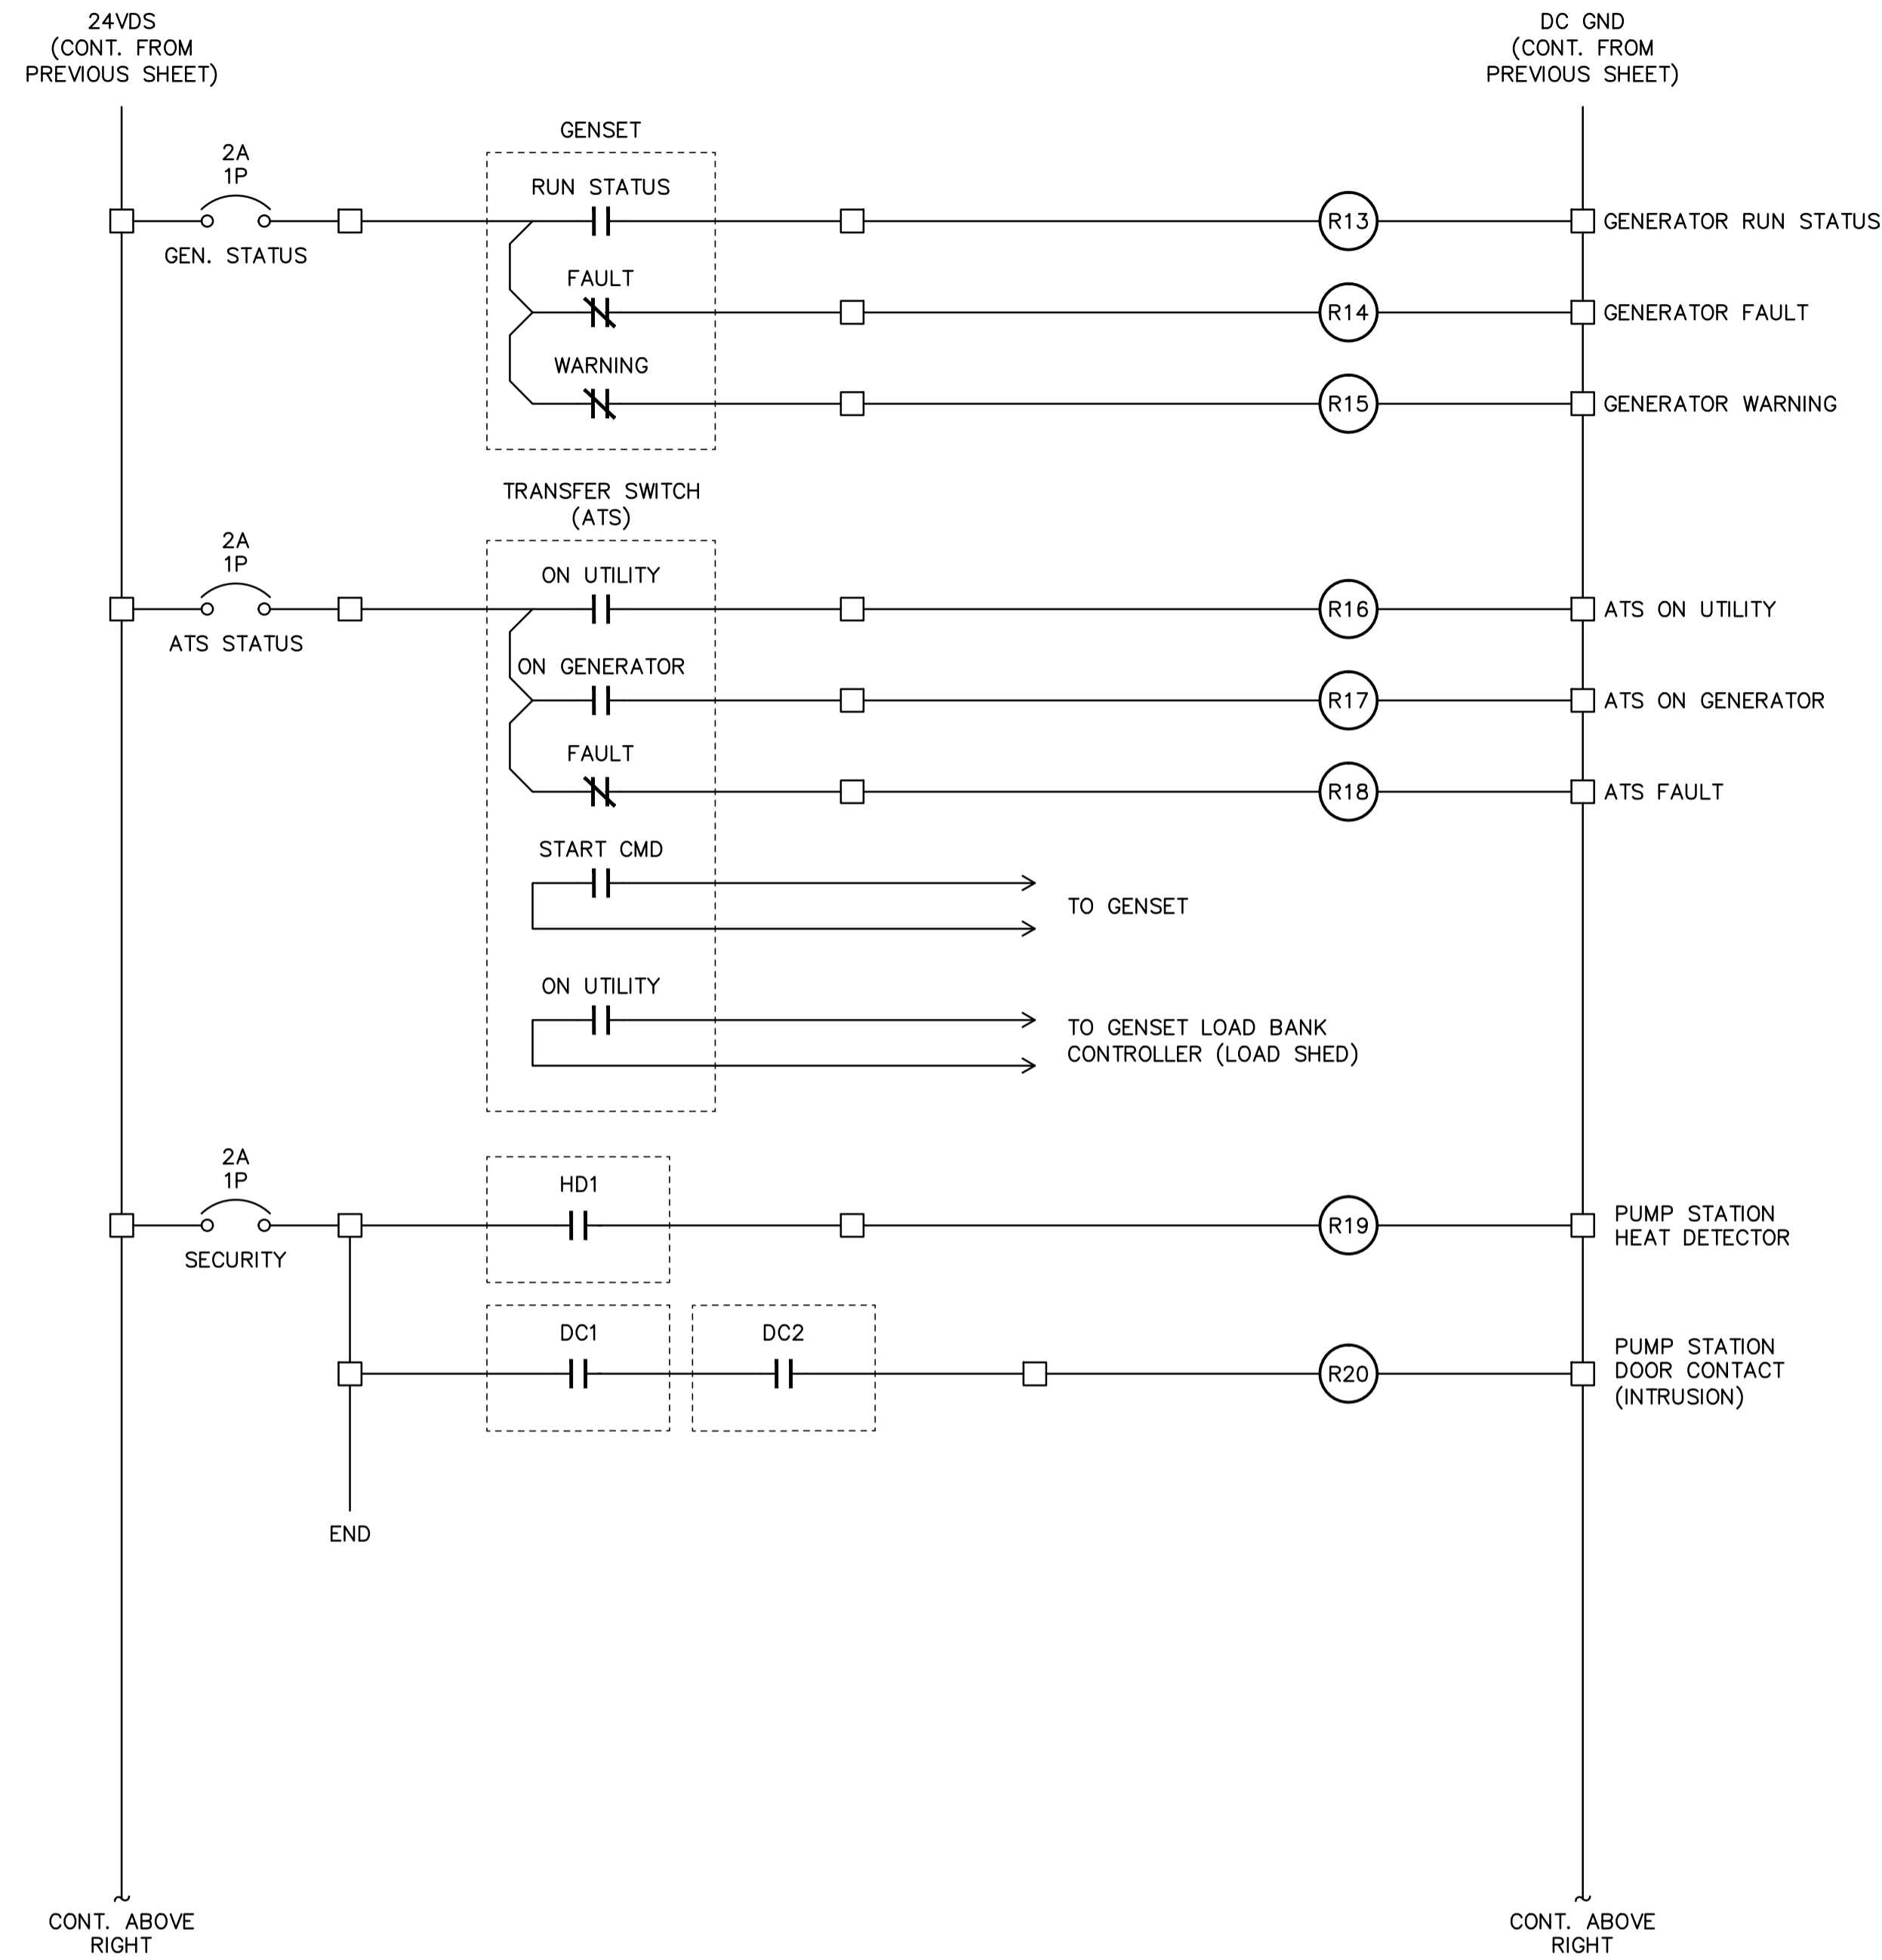 24VDS
(CONT. FROM
PREVIOUS SHEET)
DC GND
(CONT. FROM
PREVIOUS SHEET)
GENSET
2A
1P
RUN STATUS
R13
GENERATOR RUN STATUS
GEN. STATUS
FAULT
R14
GENERATOR FAULT
WARNING
R15
GENERATOR WARNING
TRANSFER SWITCH
(ATS)
2A
1P
ON UTILITY
R16
ATS ON UTILITY
ATS STATUS
ON GENERATOR
R17
ATS ON GENERATOR
FAULT
R18
ATS FAULT
START CMD
TO GENSET
ON UTILITY
TO GENSET LOAD BANK
CONTROLLER (LOAD SHED)
2A
1P
HD1
R19
PUMP STATION
HEAT DETECTOR
SECURITY
DC1
DC2
R20
PUMP STATION
DOOR CONTACT
(INTRUSION)
END
CONT. ABOVE
RIGHT
CONT. ABOVE
RIGHT